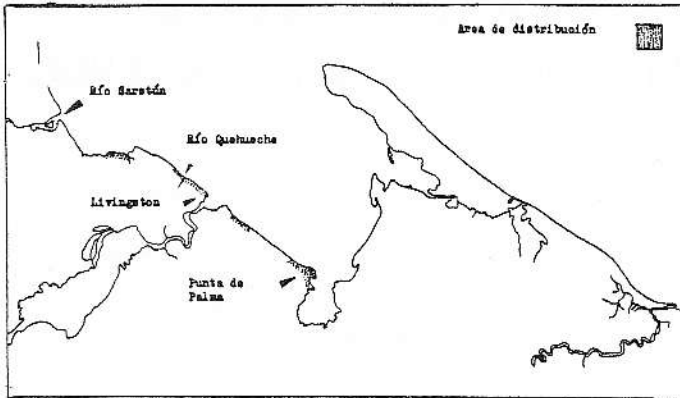 Area de distribución
Río Sarstún
Río Quehueche
Livingston
Punta de
Palma